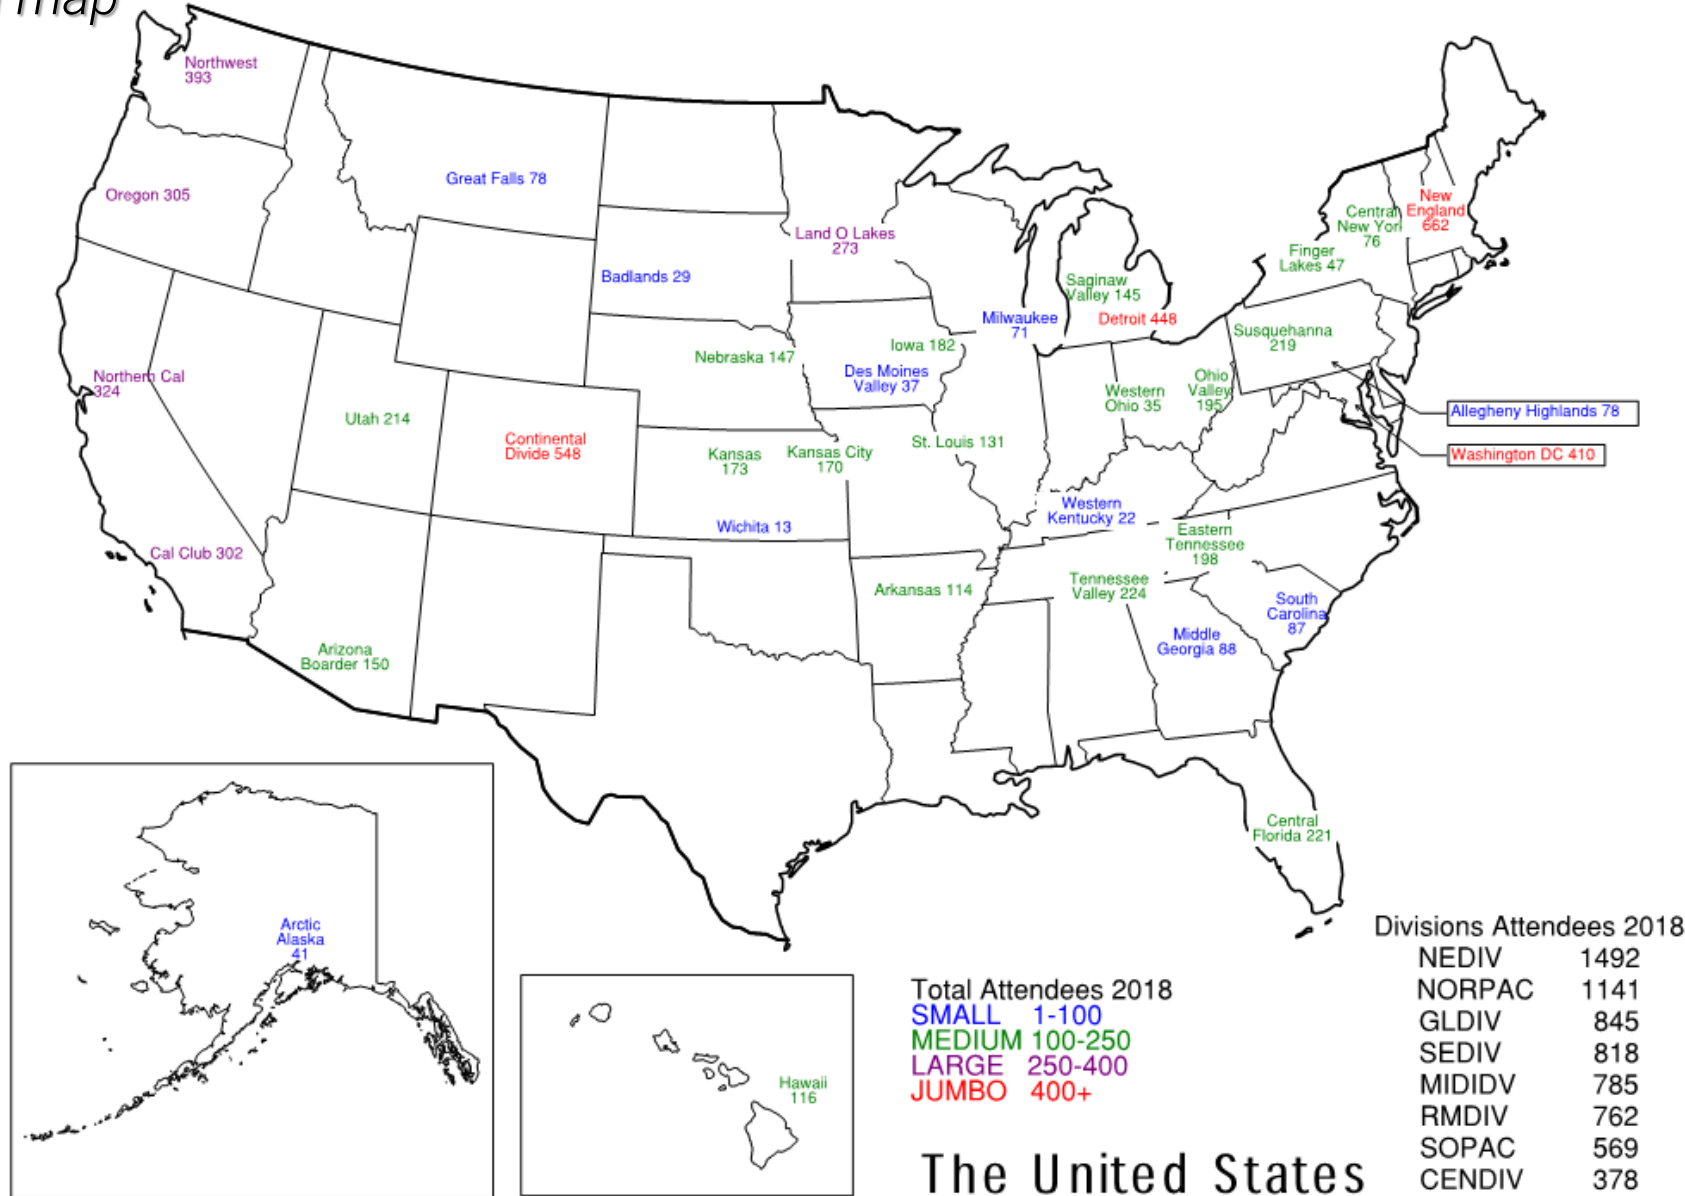 map
Northwest
393
Oregon 305
Great Falls 78
Land O Lakes
273
Badlands 29
Saginaw
Valley 145
Detroit 448
Milwaukee
71
New
England
662
Central
New York
76
Finger
Lakes 47
Susquehanna
219
Nebraska 147
Iowa 182
Des Moines
Valley 37
Western
Ohio 35
Ohio
Valley
195
Allegheny Highlands 78
Washington DC 410
Northern Cal
324
Utah 214
Continental
Divide 548
Kansas
173
Kansas City
170
St. Louis 131
Wichita 13
Western
Kentucky 22
Eastern
Tennessee
198
Cal Club 302
Arkansas 114
Tennessee
Valley 224
South
Carolina
87
Middle
Georgia 88
Arizona
Boarder 150
Central
Florida 221
Arctic
Alaska
41
Hawaii
116
Total Attendees 2018
SMALL 1-100
MEDIUM 100-250
LARGE 250-400
JUMBO 400+
The United States
Divisions Attendees 2018
NEDIV 1492
NORPAC 1141
GLDIV 845
SEDIV 818
MIDIDV 785
RMDIV 762
SOPAC 569
CENDIV 378